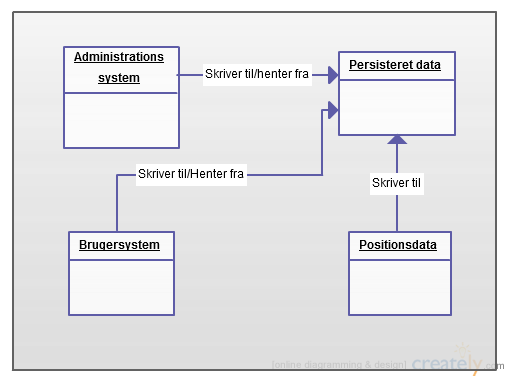 Administrations
system
Skriver til/henter fra
Persisteret data
Skriver til/Henter fra
Skriver til
Brugersystem
Positionsdata
[online diagramming & design] creately.com